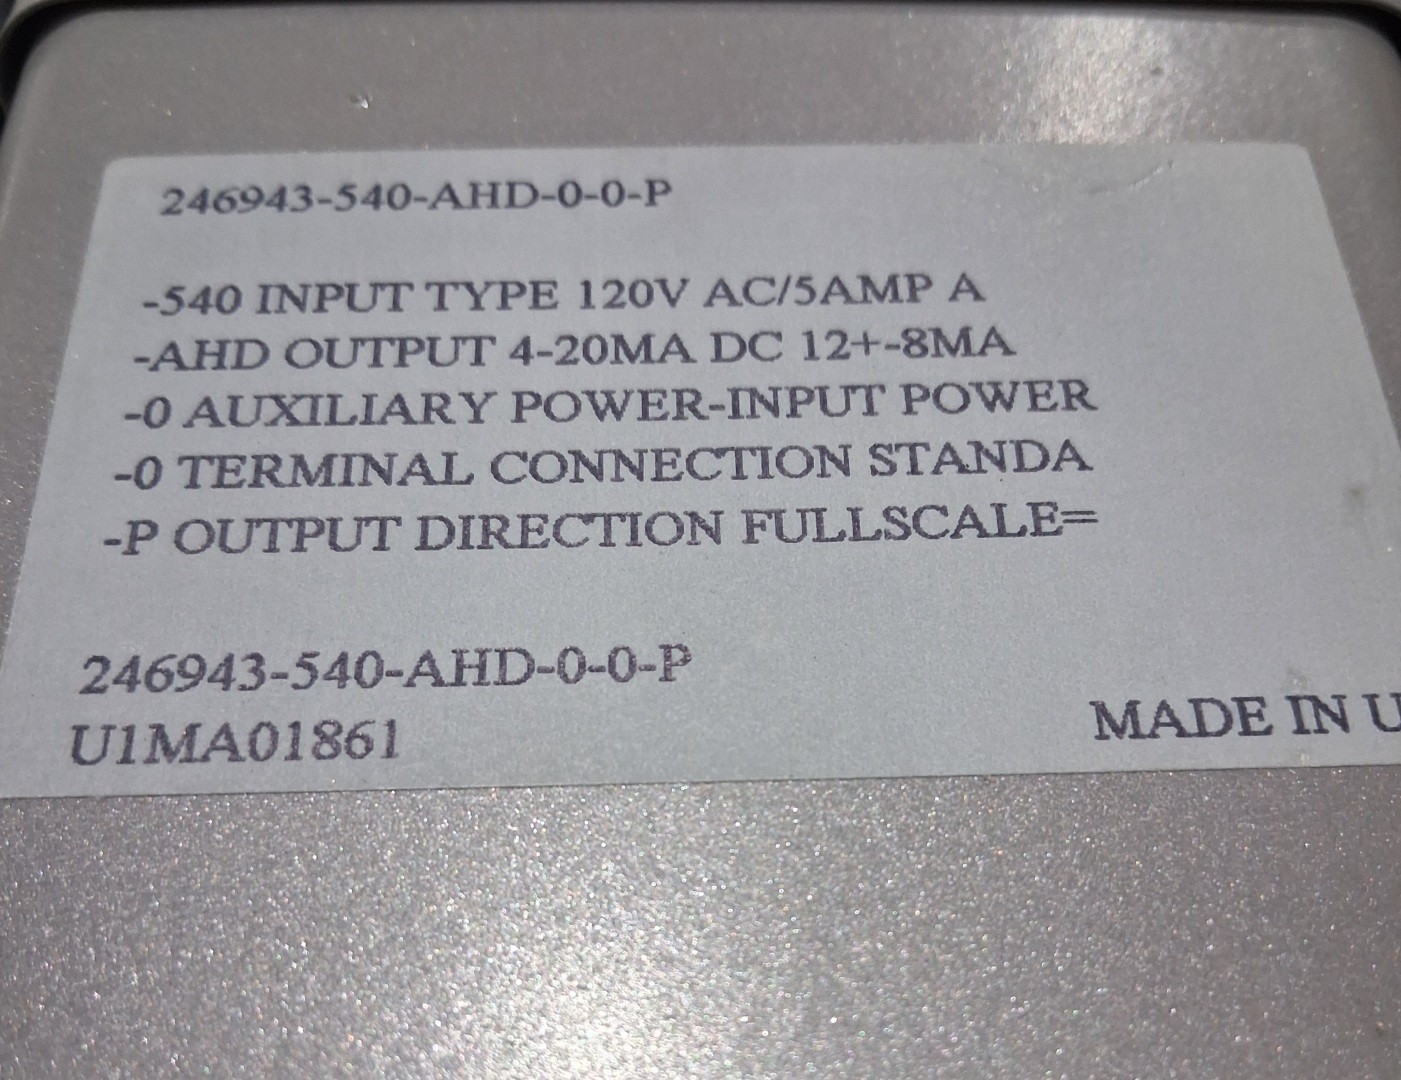 246943-540-AHD-0-0-P
-540 INPUT TYPE 120V AC/5AMP A
-AHD OUTPUT 4-20MA DC 12+-8MA
-0 AUXILIARY POWER-INPUT POWER
-0 TERMINAL CONNECTION STANDA
-P OUTPUT DIRECTION FULLSCALE=
246943-540-AHD-0-0-P
U1MA01861
MADE IN U